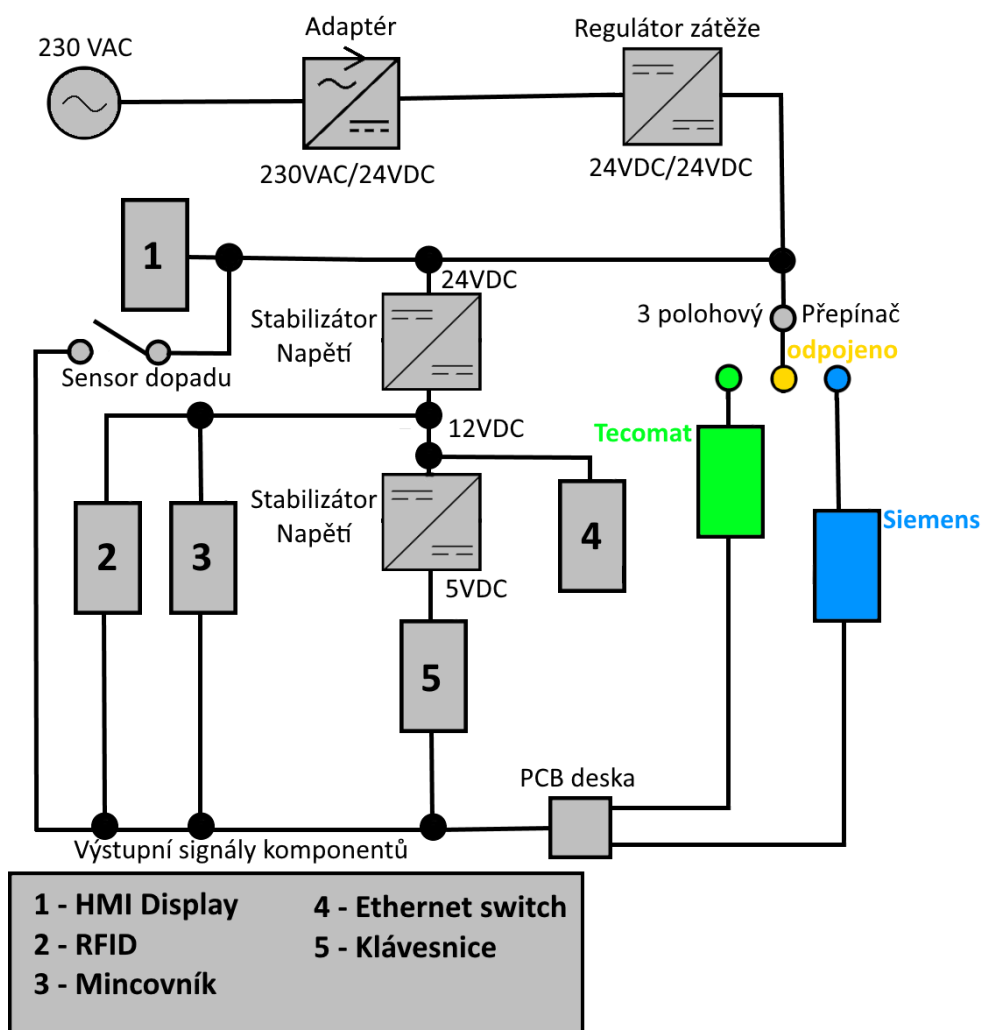 230 VAC
Adaptér
Regulátor zátěže
230VAC/24VDC
24VDC/24VDC
1
24VDC
Stabilizátor
Napětí
3 polohový
Přepínač
odpojeno
Sensor dopadu
12VDC
Tecomat
Stabilizátor
Napětí
Siemens
2
3
4
5VDC
5
PCB deska
Výstupní signály komponentů
1 - HMI Display
2 - RFID
3 - Mincovník
4 - Ethernet switch
5 - Klávesnice